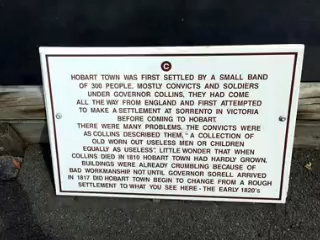 C
HOBART TOWN WAS FIRST SETTLED BY A SMALL BAND
OF 300 PEOPLE, MOSTLY CONVICTS AND SOLDIERS
UNDER GOVERNOR COLLINS, THEY HAD COME
ALL THE WAY FROM ENGLAND AND FIRST ATTEMPTED
TO MAKE A SETTLEMENT AT SORRENTO IN VICTORIA
BEFORE COMING TO HOBART.
THERE WERE MANY PROBLEMS. THE CONVICTS WERE
AS COLLINS DESCRIBED THEM, "A COLLECTION OF
OLD WORN OUT USELESS MEN OR CHILDREN
EQUALLY AS USELESS". LITTLE WONDER THAT WHEN
COLLINS DIED IN 1810 HOBART TOWN HAD HARDLY GROWN,
BUILDINGS WERE ALREADY CRUMBLING BECAUSE OF
BAD WORKMANSHIP. NOT UNTIL GOVERNOR SORELL ARRIVED
IN 1817 DID HOBART TOWN BEGIN TO CHANGE FROM A ROUGH
SETTLEMENT TO WHAT YOU SEE HERE - THE EARLY 1820's